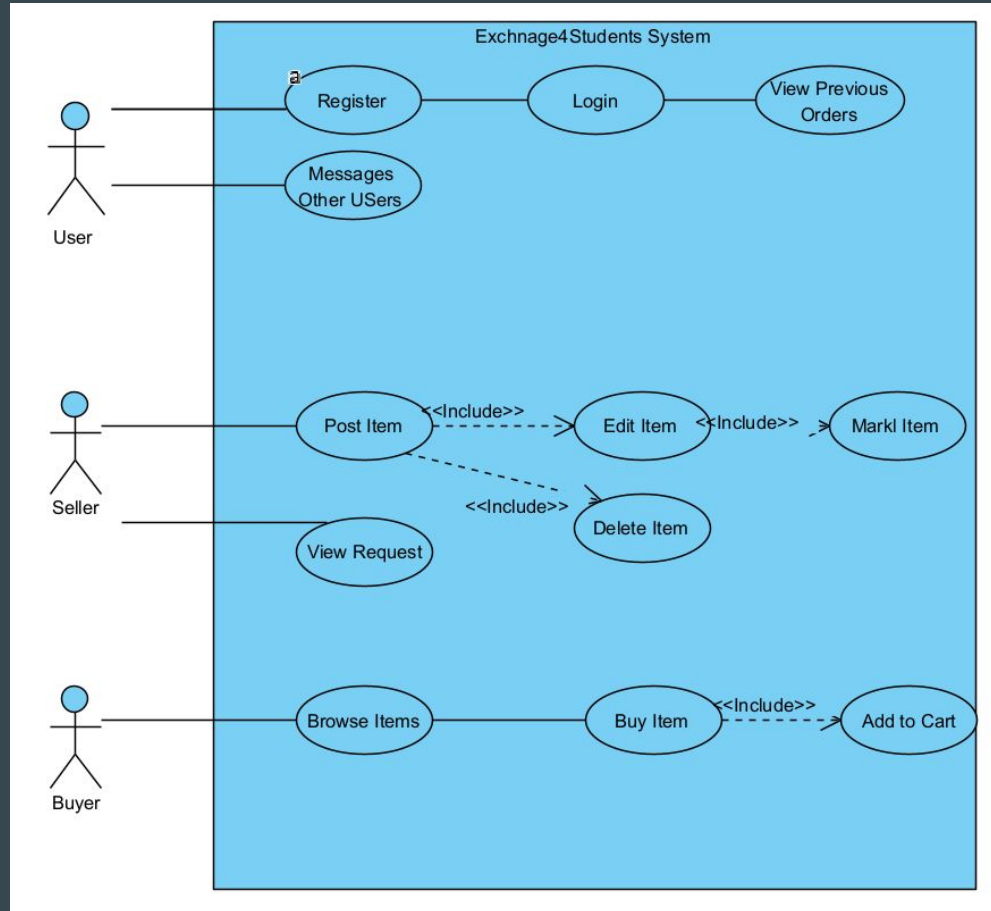 Exchnage4Students System
a
Register
Login
View Previous
Orders
Messages
Other USers
User
<<Include>>
<<Include>>
Post Item
Edit Item
Markl Item
Seller
<<Include>>
Delete Item
View Request
<<Include>>
Browse Items
Buy Item
Add to Cart
Buyer